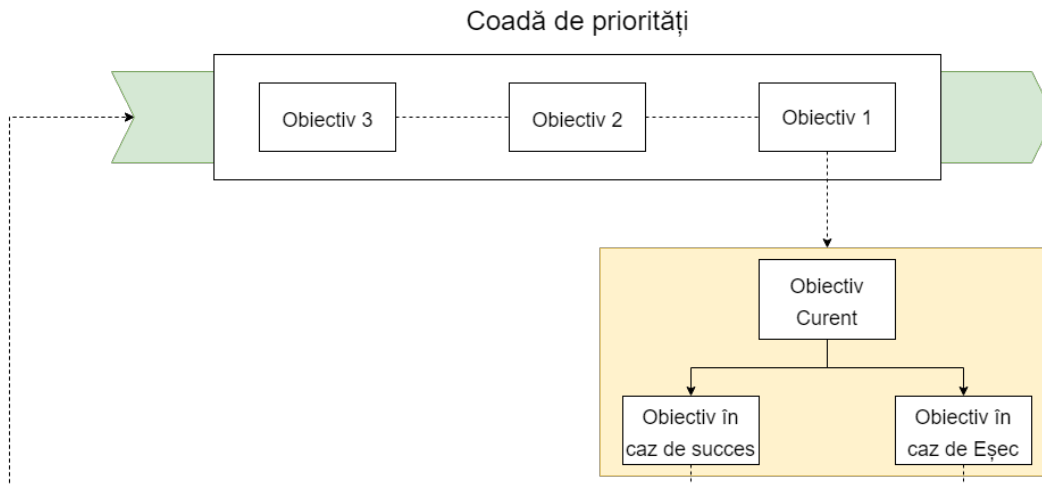 Coadă de priorități
Obiectiv 3
Obiectiv 2
Obiectiv 1
Obiectiv
Curent
Obiectiv în
caz de succes
Obiectiv în
caz de Eșec